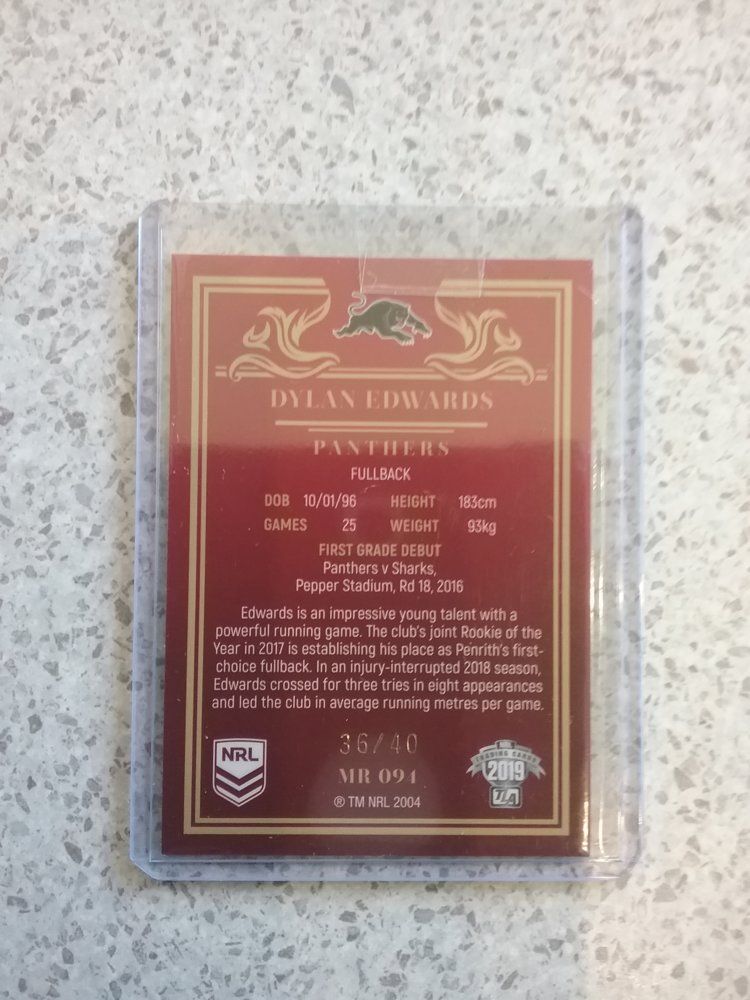 DYLAN EDWARDS
PANTHERS
FULLBACK
DOB 10/01/96 HEIGHT 183cm
GAMES 25 WEIGHT 93kg
FIRST GRADE DEBUT
Panthers v Sharks,
Pepper Stadium, Rd 18, 2016
Edwards is an impressive young talent with a
powerful running game. The club's joint Rookie of the
Year in 2017 is establishing his place as Penrith's first-
choice fullback. In an injury-interrupted 2018 season,
Edwards crossed for three tries in eight appearances
and led the club in average running metres per game.
36/40
MR 094
® TM NRL 2004
NRL
NRL
TRADING CARDS
2019
TLA